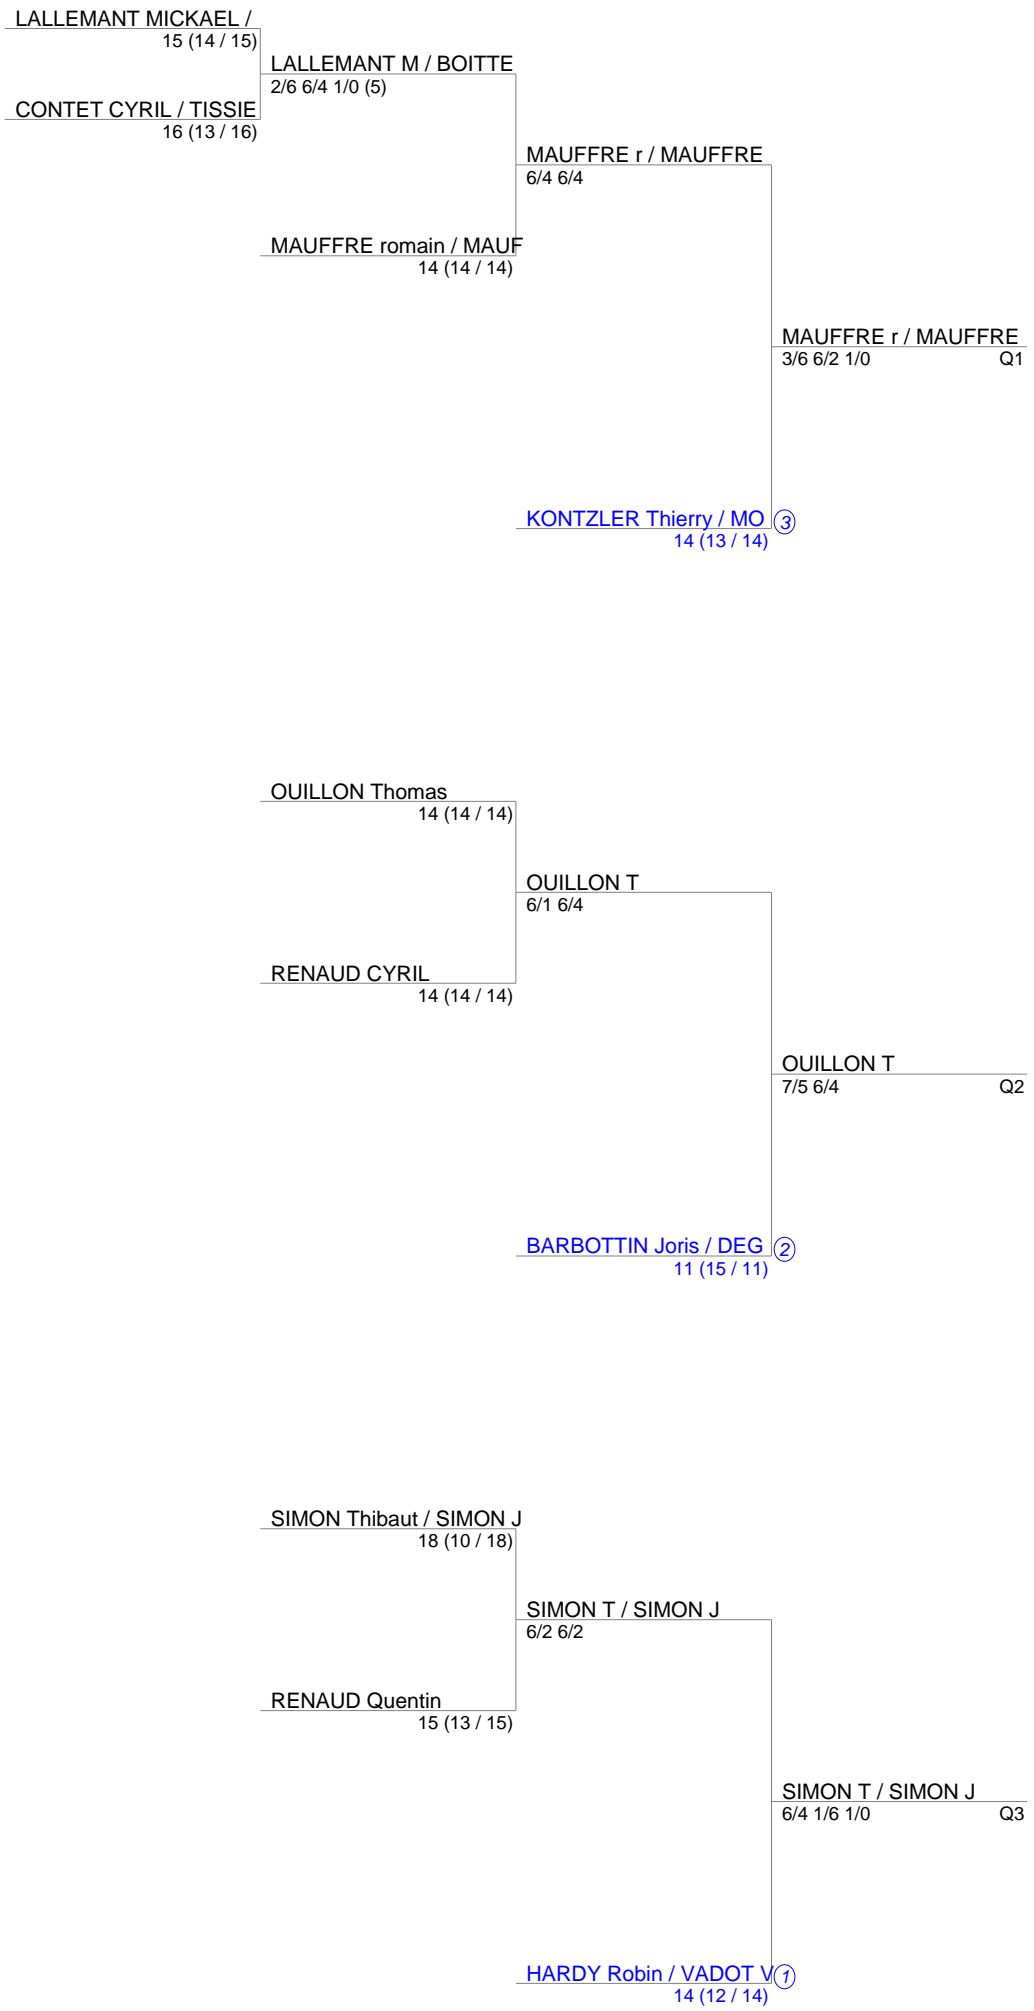 LALLEMANT MICKAEL /
15 (14 / 15)
LALLEMANT M / BOITTE
2/6 6/4 1/0 (5)
CONTET CYRIL / TISSIE
16 (13 / 16)
MAUFFRE r / MAUFFRE
6/4 6/4
MAUFFRE romain / MAUF
14 (14 / 14)
MAUFFRE r / MAUFFRE
3/6 6/2 1/0 Q1
KONTZLER Thierry / MO 3
14 (13 / 14)
OUILLON Thomas
14 (14 / 14)
OUILLON T
6/1 6/4
RENAUD CYRIL
14 (14 / 14)
OUILLON T
7/5 6/4 Q2
BARBOTTIN Joris / DEG 2
11 (15 / 11)
SIMON Thibaut / SIMON J
18 (10 / 18)
SIMON T / SIMON J
6/2 6/2
RENAUD Quentin
15 (13 / 15)
SIMON T / SIMON J
6/4 1/6 1/0 Q3
HARDY Robin / VADOT V 1
14 (12 / 14)